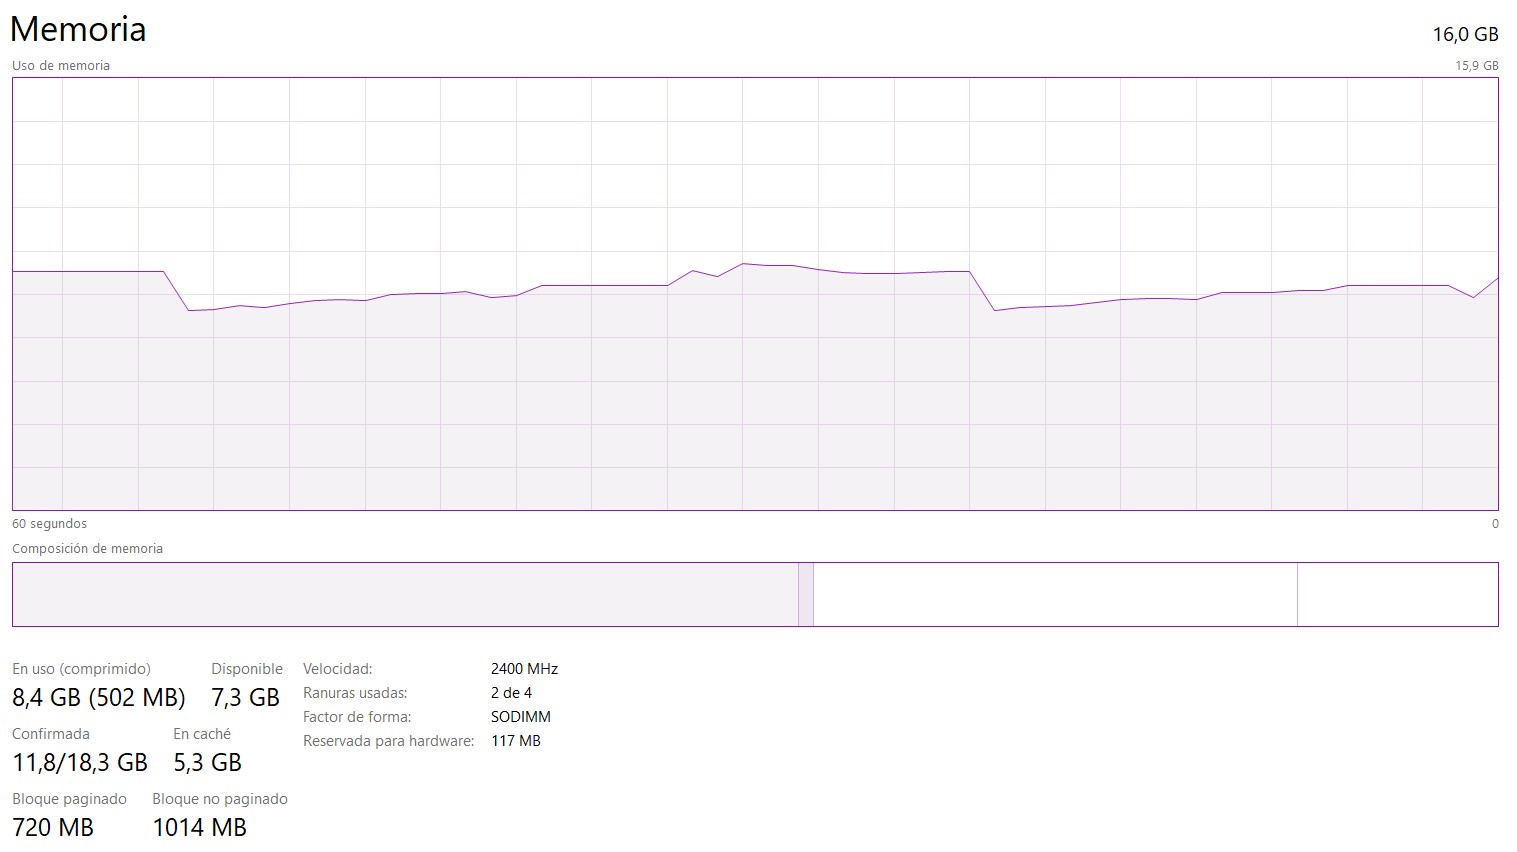 Memoria
16,0 GB
Uso de memoria
15,9 GB
60 segundos
0
Composición de memoria
En uso (comprimido)
8,4 GB (502 MB)
Disponible
7,3 GB
Confirmada
11,8/18,3 GB
En caché
5,3 GB
Bloque paginado
720 MB
Bloque no paginado
1014 MB
Velocidad: 2400 MHz
Ranuras usadas: 2 de 4
Factor de forma: SODIMM
Reservada para hardware: 117 MB